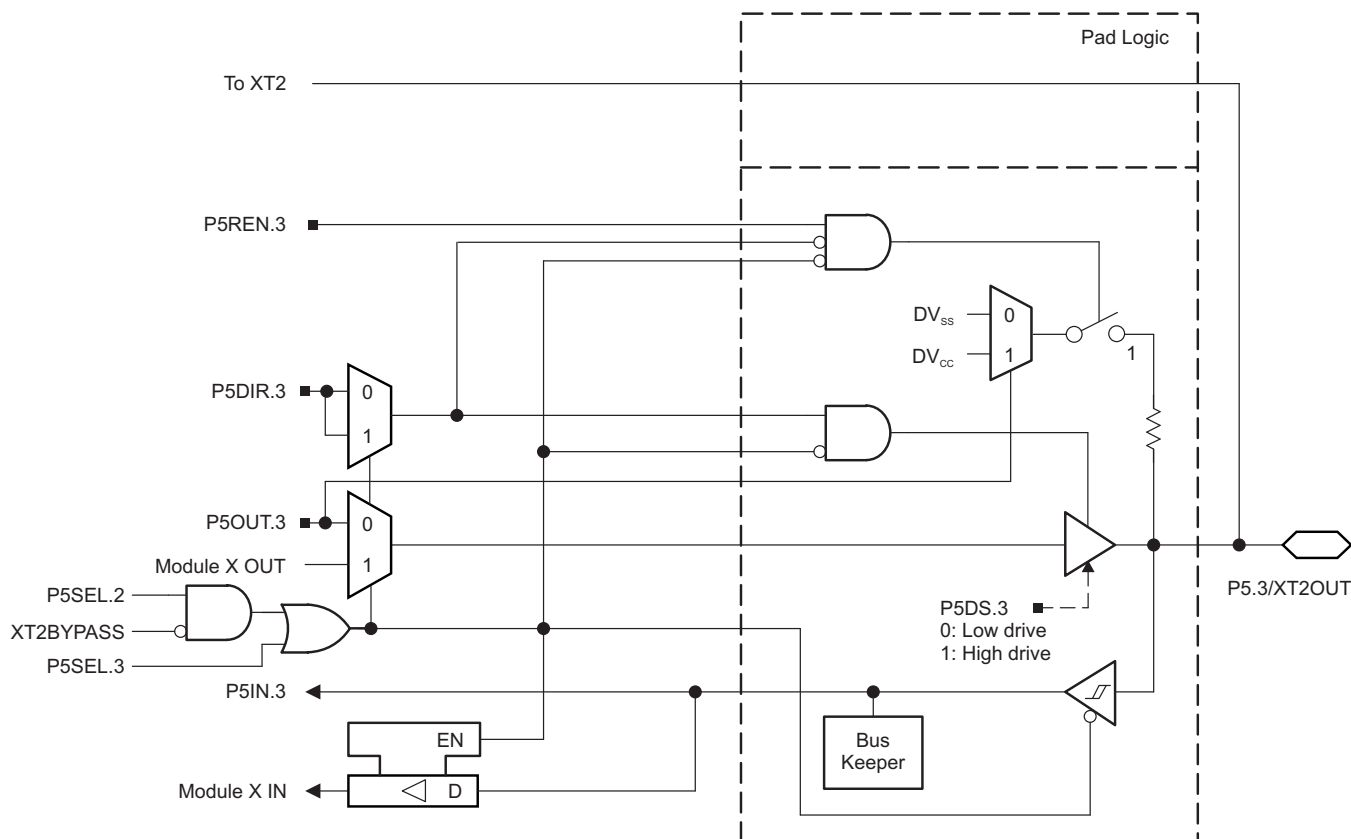 Pad Logic
To XT2
P5REN.3
DVSS
0
DVCC
1
1
P5DIR.3
0
1
P5OUT.3
0
Module X OUT
1
P5SEL.2
XT2BYPASS
P5SEL.3
P5.3/XT2OUT
P5DS.3
0: Low drive
1: High drive
P5IN.3
EN
Bus
Keeper
Module X IN
D